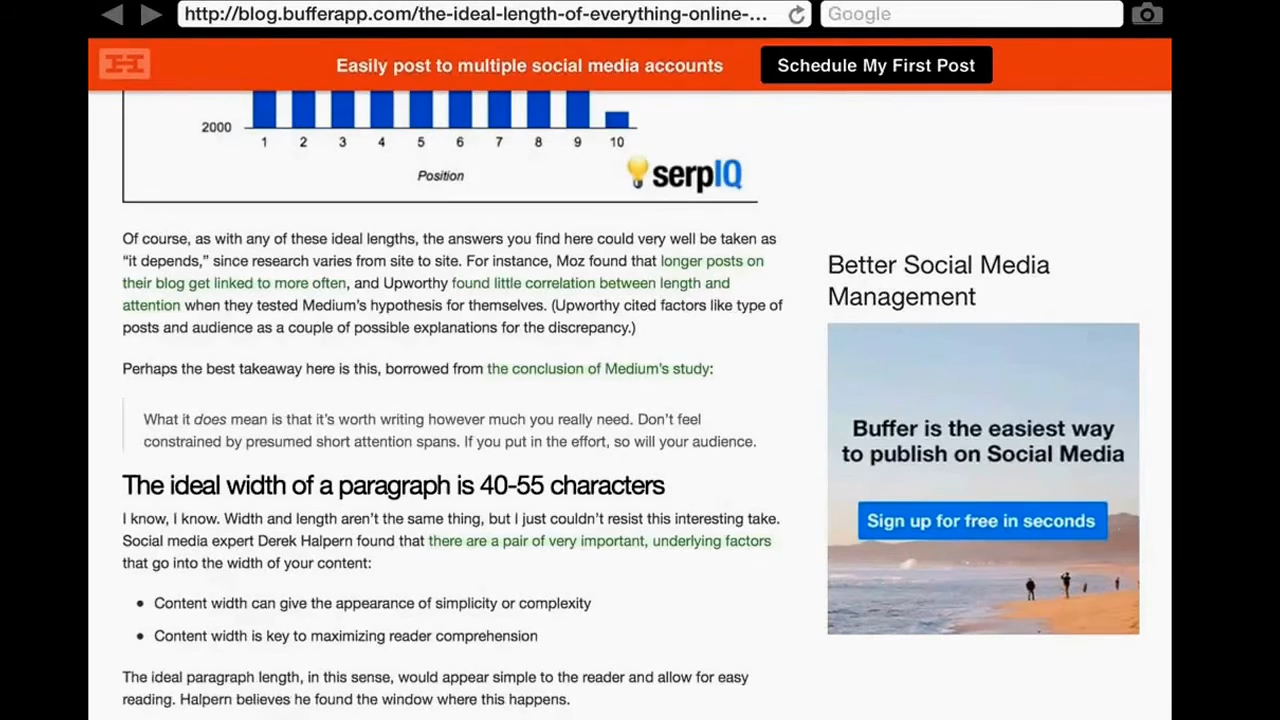 http://blog.bufferapp.com/the-ideal-length-of-everything-online-...
Google
Easily post to multiple social media accounts
Schedule My First Post
2000
1 2 3 4 5 6 7 8 9 10
Position
serpIQ
Of course, as with any of these ideal lengths, the answers you find here could very well be taken as
“it depends,” since research varies from site to site. For instance, Moz found that longer posts on
their blog get linked to more often, and Upworthy found little correlation between length and
attention when they tested Medium’s hypothesis for themselves. (Upworthy cited factors like type of
posts and audience as a couple of possible explanations for the discrepancy.)
Perhaps the best takeaway here is this, borrowed from the conclusion of Medium’s study:
What it does mean is that it’s worth writing however much you really need. Don’t feel
constrained by presumed short attention spans. If you put in the effort, so will your audience.
The ideal width of a paragraph is 40-55 characters
I know, I know. Width and length aren’t the same thing, but I just couldn’t resist this interesting take.
Social media expert Derek Halpern found that there are a pair of very important, underlying factors
that go into the width of your content:
• Content width can give the appearance of simplicity or complexity
• Content width is key to maximizing reader comprehension
The ideal paragraph length, in this sense, would appear simple to the reader and allow for easy
reading. Halpern believes he found the window where this happens.
Better Social Media
Management
Buffer is the easiest way
to publish on Social Media
Sign up for free in seconds